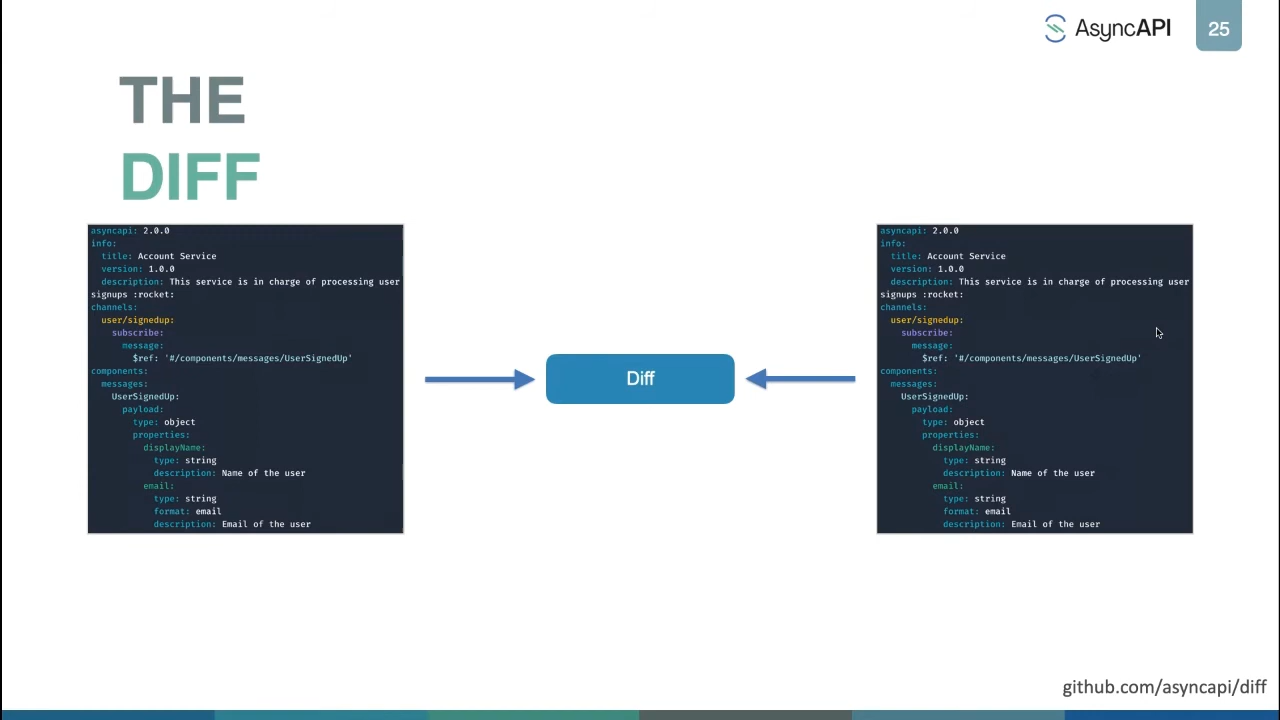 AsyncAPI
25
THE
DIFF
asyncapi: 2.0.0
info:
  title: Account Service
  version: 1.0.0
  description: This service is in charge of processing user
signups :rocket:
channels:
  user/signedup:
    subscribe:
      message:
        $ref: '#/components/messages/UserSignedUp'
components:
  messages:
    UserSignedUp:
      payload:
        type: object
        properties:
          displayName:
            type: string
            description: Name of the user
          email:
            type: string
            format: email
            description: Email of the user
Diff
asyncapi: 2.0.0
info:
  title: Account Service
  version: 1.0.0
  description: This service is in charge of processing user
signups :rocket:
channels:
  user/signedup:
    subscribe:
      message:
        $ref: '#/components/messages/UserSignedUp'
components:
  messages:
    UserSignedUp:
      payload:
        type: object
        properties:
          displayName:
            type: string
            description: Name of the user
          email:
            type: string
            format: email
            description: Email of the user
github.com/asyncapi/diff